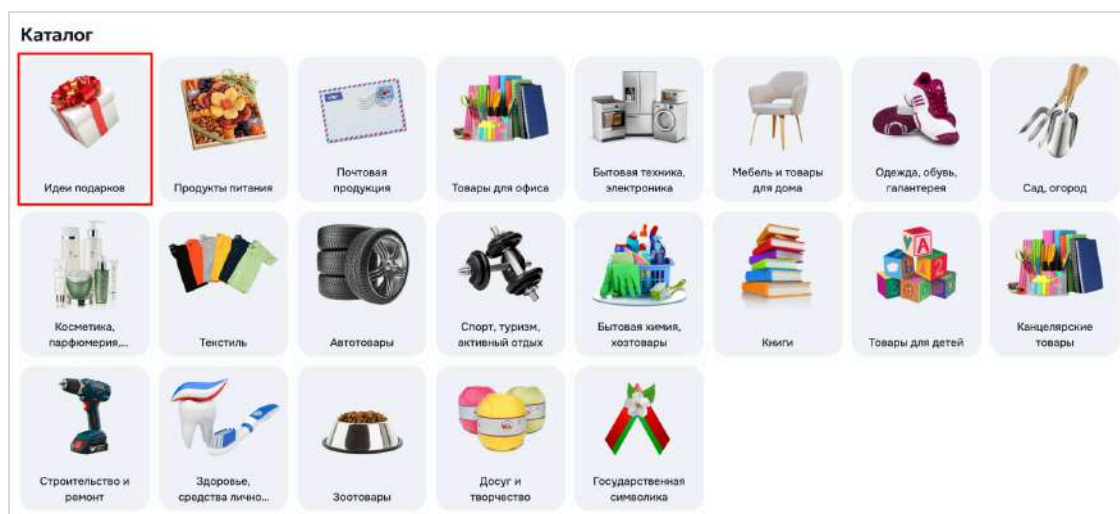 Каталог
Идеи подарков
Продукты питания
Почтовая
продукция
Товары для офиса
Бытовая техника,
электроника
Мебель и товары
для дома
Одежда, обувь,
галантерея
Сад, огород
Косметика,
парфюмерия,...
Текстиль
Автотовары
Спорт, туризм,
активный отдых
Бытовая химия,
хозтовары
Книги
Товары для детей
Канцелярские
товары
Строительство и
ремонт
Здоровье,
средства лично...
Зоотовары
Досуг и
творчество
Государственная
символика